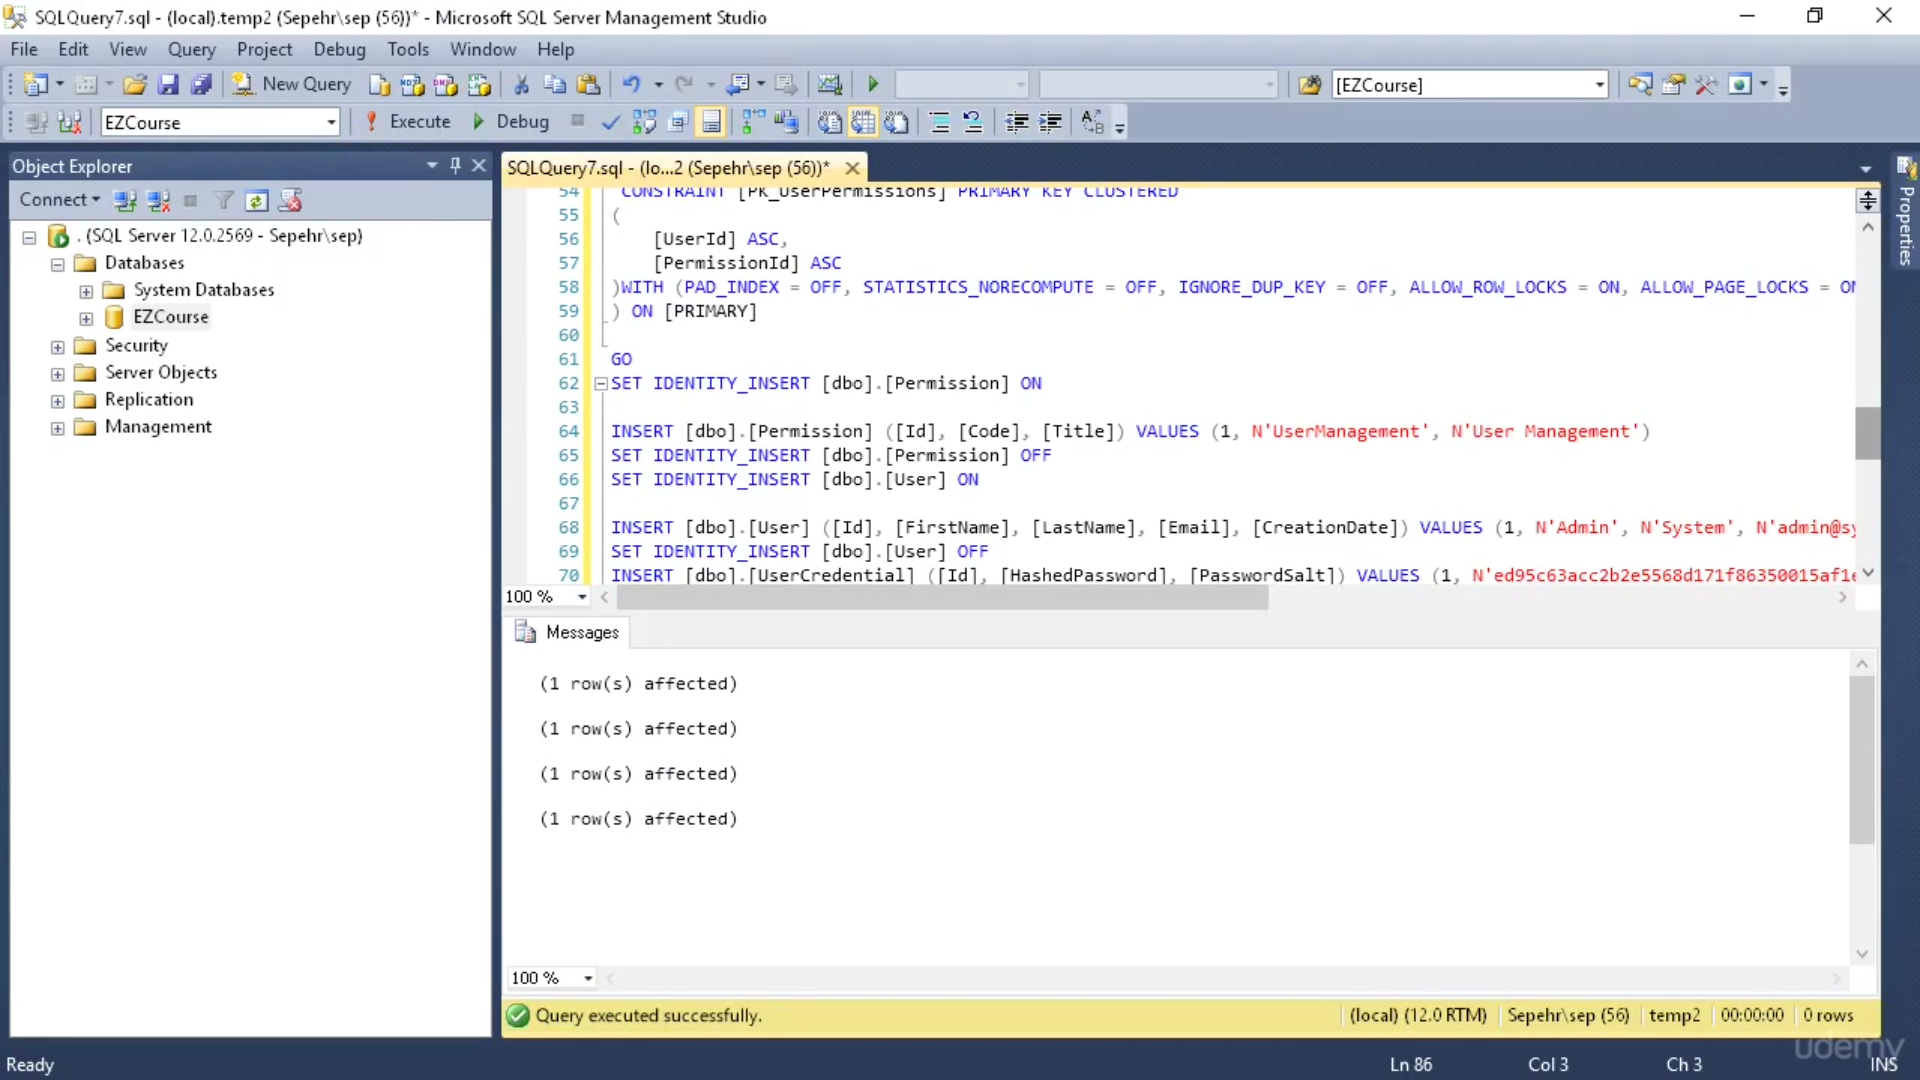 SQLQuery7.sql - (local).temp2 (Sepehr\sep (56))* - Microsoft SQL Server Management Studio
File Edit View Query Project Debug Tools Window Help
New Query [EZCourse]
EZCourse Execute Debug
Object Explorer
Connect
. (SQL Server 12.0.2569 - Sepehr\sep)
Databases
System Databases
EZCourse
Security
Server Objects
Replication
Management
SQLQuery7.sql - (lo...2 (Sepehr\sep (56))*
Properties
54 CONSTRAINT [PK_UserPermissions] PRIMARY KEY CLUSTERED
55 (
56 [UserId] ASC,
57 [PermissionId] ASC
58 )WITH (PAD_INDEX = OFF, STATISTICS_NORECOMPUTE = OFF, IGNORE_DUP_KEY = OFF, ALLOW_ROW_LOCKS = ON, ALLOW_PAGE_LOCKS = ON
59 ) ON [PRIMARY]
60
61 GO
62 SET IDENTITY_INSERT [dbo].[Permission] ON
63
64 INSERT [dbo].[Permission] ([Id], [Code], [Title]) VALUES (1, N'UserManagement', N'User Management')
65 SET IDENTITY_INSERT [dbo].[Permission] OFF
66 SET IDENTITY_INSERT [dbo].[User] ON
67
68 INSERT [dbo].[User] ([Id], [FirstName], [LastName], [Email], [CreationDate]) VALUES (1, N'Admin', N'System', N'admin@sy
69 SET IDENTITY_INSERT [dbo].[User] OFF
70 INSERT [dbo].[UserCredential] ([Id], [HashedPassword], [PasswordSalt]) VALUES (1, N'ed95c63acc2b2e5568d171f86350015af1e
100 %
Messages
(1 row(s) affected)
(1 row(s) affected)
(1 row(s) affected)
(1 row(s) affected)
100 %
Query executed successfully. (local) (12.0 RTM) Sepehr\sep (56) temp2 00:00:00 0 rows
udemy
Ready Ln 86 Col 3 Ch 3 INS